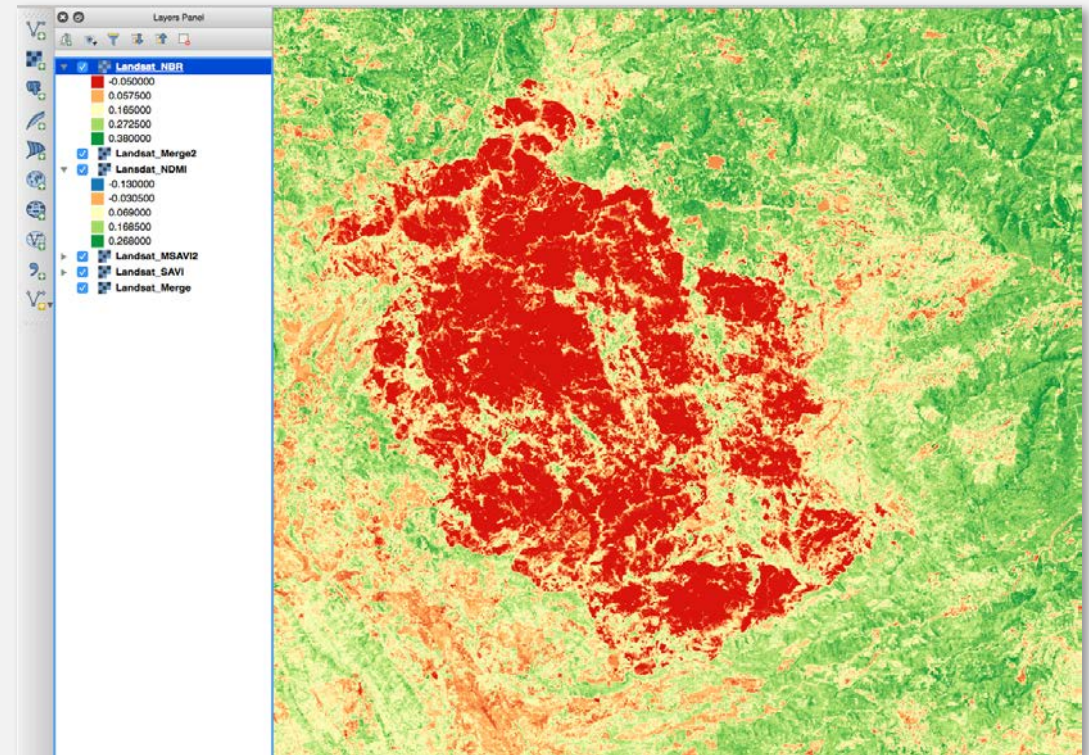 Layers Panel
Landsat_NBR
-0.050000
0.057500
0.165000
0.272500
0.380000
Landsat_Merge2
Lansdat_NDMI
-0.130000
-0.030500
0.069000
0.168500
0.268000
Landsat_MSAVI2
Landsat_SAVI
Landsat_Merge